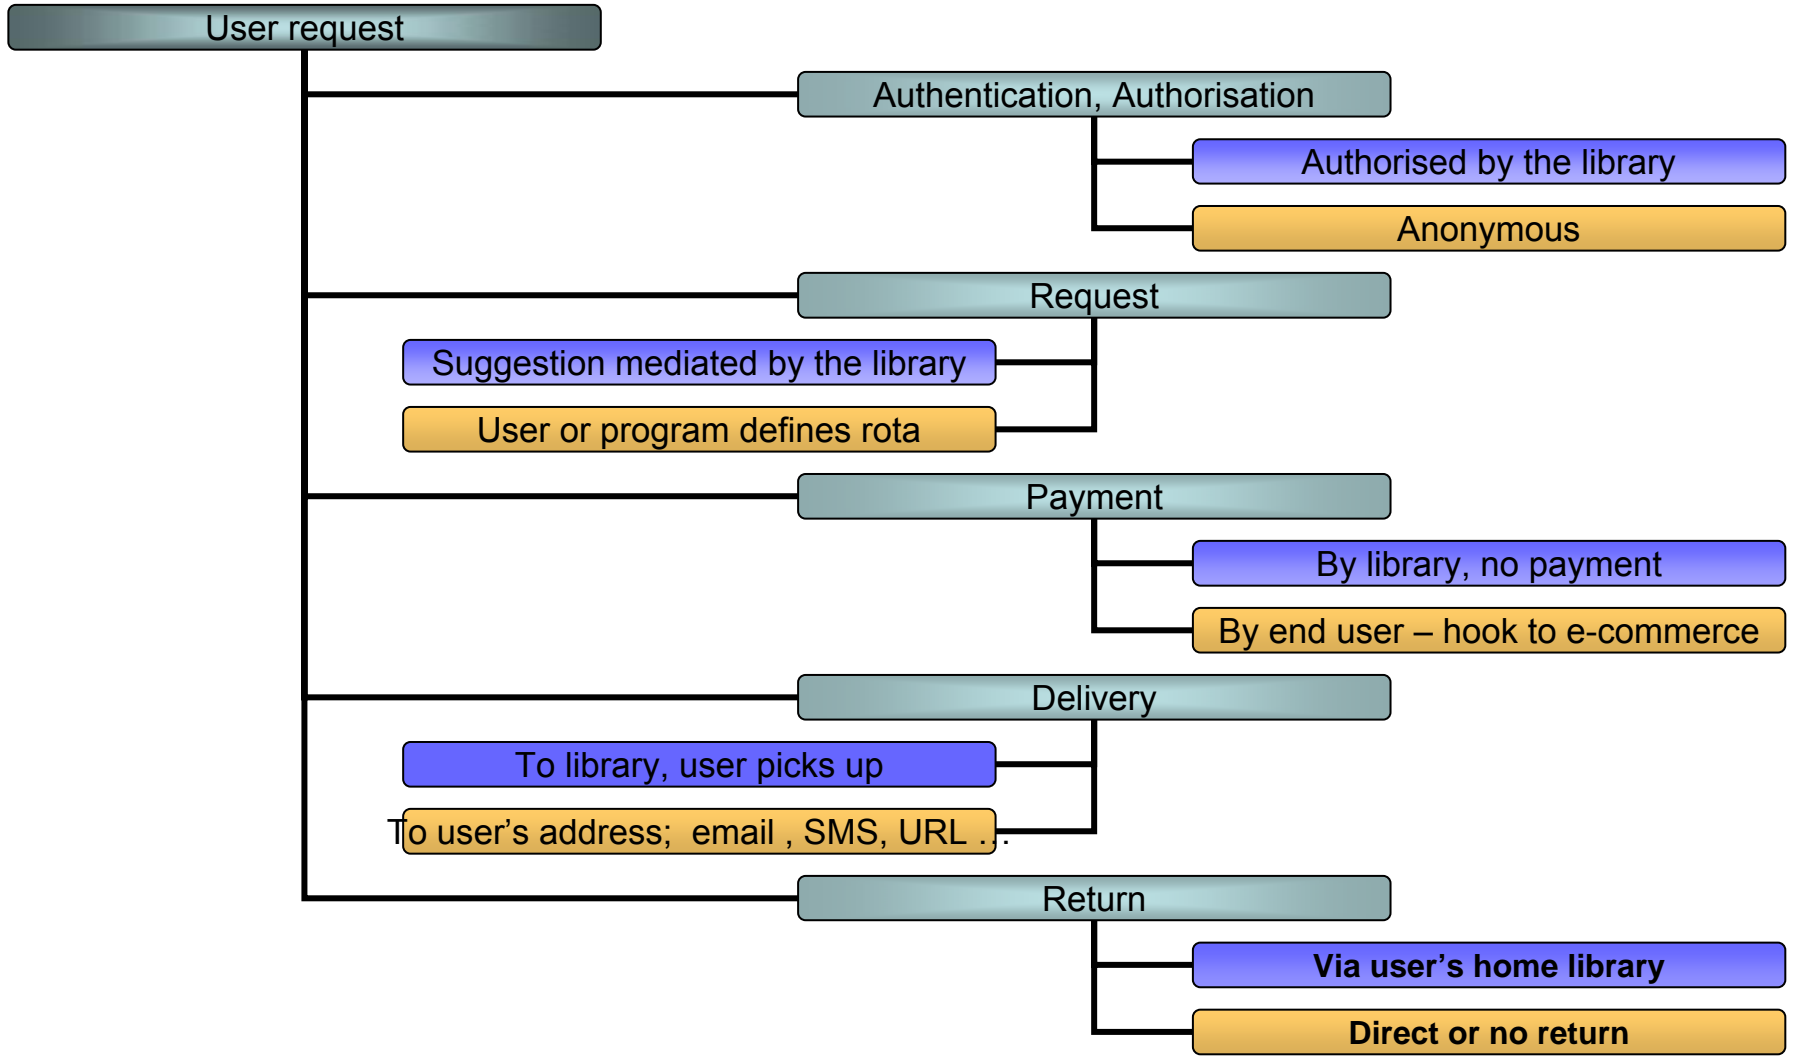 User request
Authentication, Authorisation
Authorised by the library
Anonymous
Request
Suggestion mediated by the library
User or program defines rota
Payment
By library, no payment
By end user – hook to e-commerce
Delivery
To library, user picks up
To user’s address;  email , SMS, URL …
Return
Via user’s home library
Direct or no return